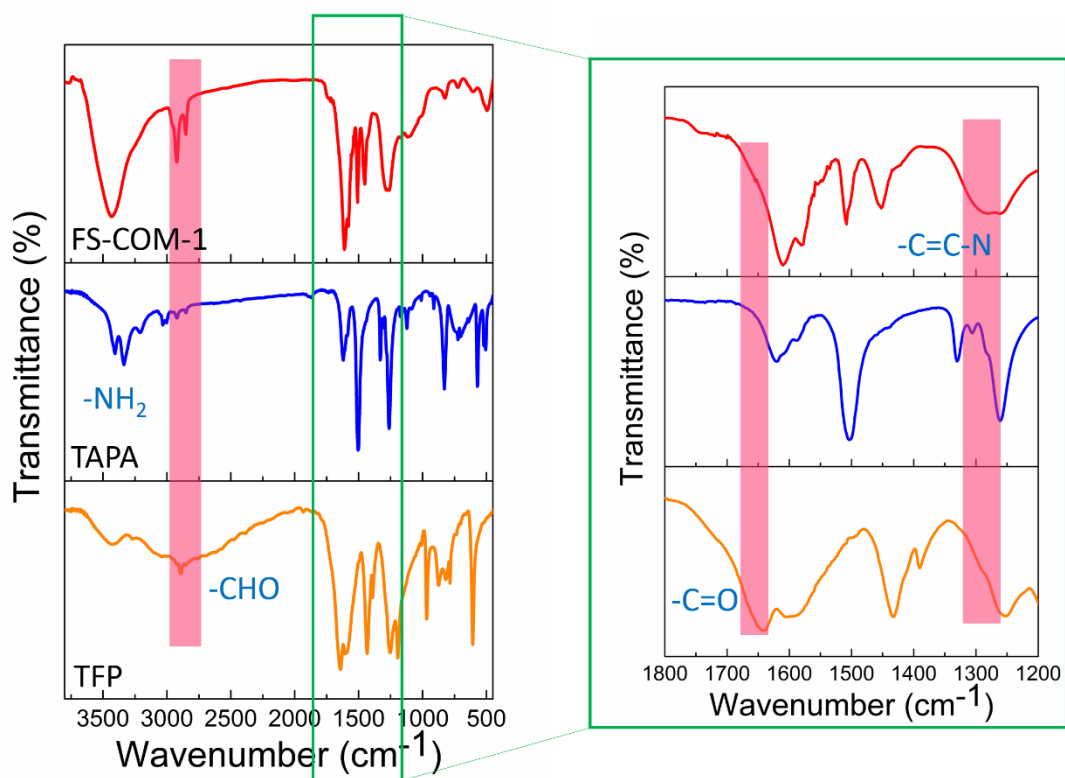 Transmittance (%)
FS-COM-1
-NH₂
TAPA
-CHO
TFP
3500 3000 2500 2000 1500 1000 500
Wavenumber (cm⁻¹)
Transmittance (%)
-C=C-N
-C=O
1800 1700 1600 1500 1400 1300 1200
Wavenumber (cm⁻¹)